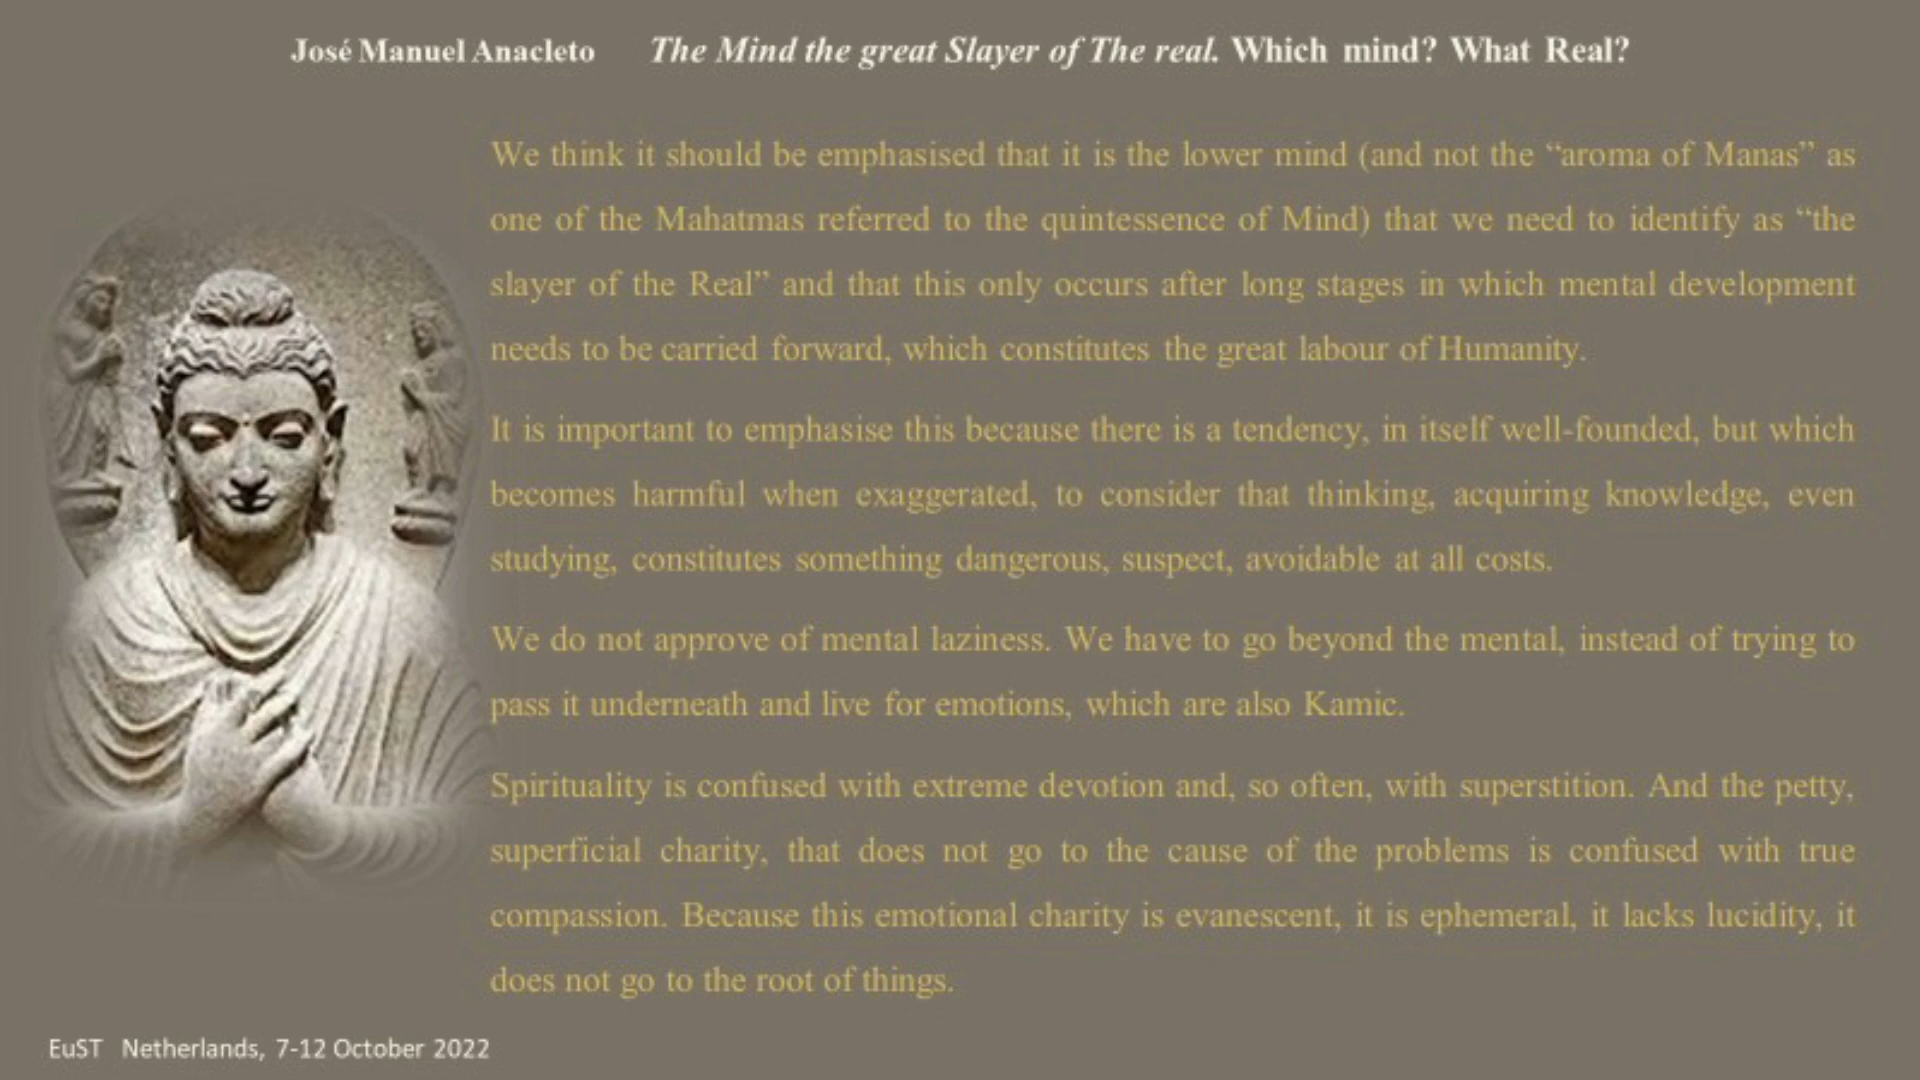 José Manuel Anacleto The Mind the great Slayer of The real. Which mind? What Real?
We think it should be emphasised that it is the lower mind (and not the “aroma of Manas” as
one of the Mahatmas referred to the quintessence of Mind) that we need to identify as “the
slayer of the Real” and that this only occurs after long stages in which mental development
needs to be carried forward, which constitutes the great labour of Humanity.
It is important to emphasise this because there is a tendency, in itself well-founded, but which
becomes harmful when exaggerated, to consider that thinking, acquiring knowledge, even
studying, constitutes something dangerous, suspect, avoidable at all costs.
We do not approve of mental laziness. We have to go beyond the mental, instead of trying to
pass it underneath and live for emotions, which are also Kamic.
Spirituality is confused with extreme devotion and, so often, with superstition. And the petty,
superficial charity, that does not go to the cause of the problems is confused with true
compassion. Because this emotional charity is evanescent, it is ephemeral, it lacks lucidity, it
does not go to the root of things.
EuST Netherlands, 7-12 October 2022